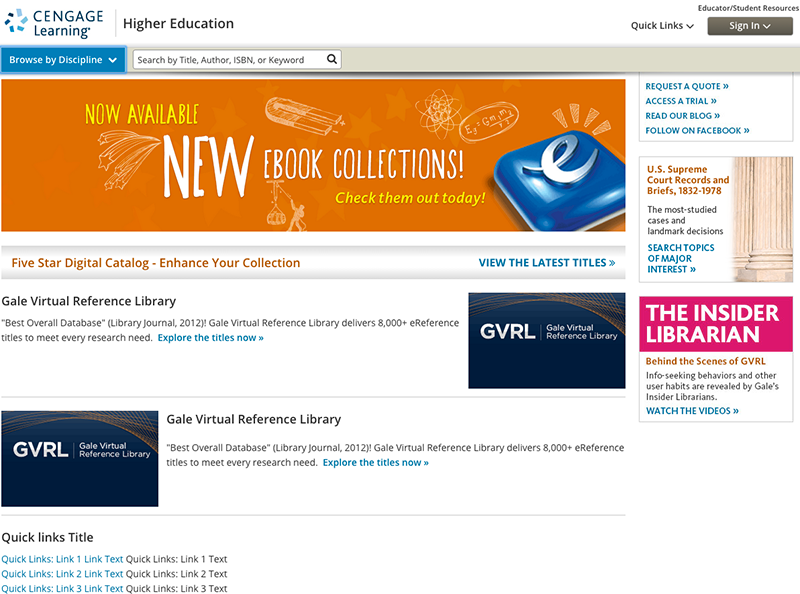 Educator/Student Resources
CENGAGE
Learning®
Higher Education
Quick Links
Sign In
Browse by Discipline
Search by Title, Author, ISBN, or Keyword
NOW AVAILABLE
NEW EBOOK COLLECTIONS!
Check them out today!
e
REQUEST A QUOTE »
ACCESS A TRIAL »
READ OUR BLOG »
FOLLOW ON FACEBOOK »
U.S. Supreme
Court Records and
Briefs, 1832-1978
The most-studied
cases and
landmark decisions
SEARCH TOPICS
OF MAJOR
INTEREST »
Five Star Digital Catalog - Enhance Your Collection
VIEW THE LATEST TITLES »
Gale Virtual Reference Library
"Best Overall Database" (Library Journal, 2012)! Gale Virtual Reference Library delivers 8,000+ eReference
titles to meet every research need. Explore the titles now »
GVRL | Gale Virtual
Reference Library
THE INSIDER
LIBRARIAN
Behind the Scenes of GVRL
Info-seeking behaviors and other
user habits are revealed by Gale's
Insider Librarians.
WATCH THE VIDEOS »
GVRL | Gale Virtual
Reference Library
Gale Virtual Reference Library
"Best Overall Database" (Library Journal, 2012)! Gale Virtual Reference Library delivers 8,000+ eReference
titles to meet every research need. Explore the titles now »
Quick links Title
Quick Links: Link 1 Link Text Quick Links: Link 1 Text
Quick Links: Link 2 Link Text Quick Links: Link 2 Text
Quick Links: Link 3 Link Text Quick Links: Link 3 Text